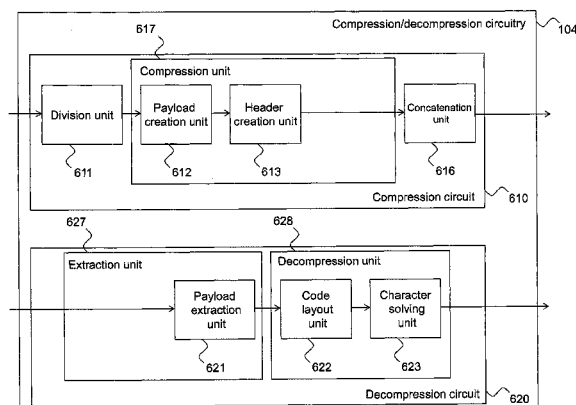 617
Compression/decompression circuitry
104
Compression unit
Division unit
Payload
creation unit
Header
creation unit
Concatenation
unit
611
612
613
616
Compression circuit
610
627
628
Extraction unit
Decompression unit
Payload
extraction
unit
Code
layout
unit
Character
solving
unit
621
622
623
Decompression circuit
620